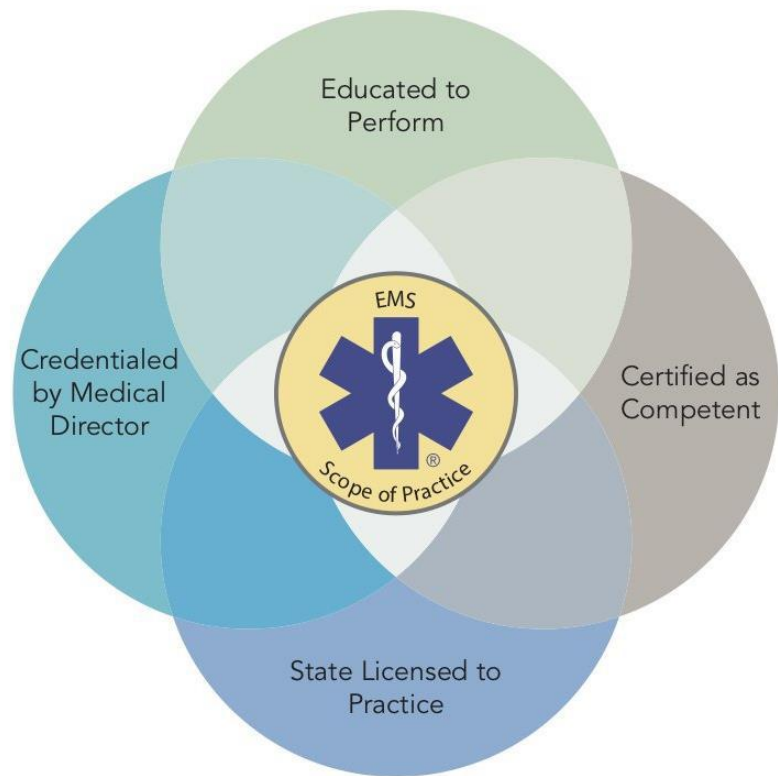 Educated to
Perform
EMS
Credentialed
by Medical
Director
Certified as
Competent
®
Scope of Practice
State Licensed to
Practice